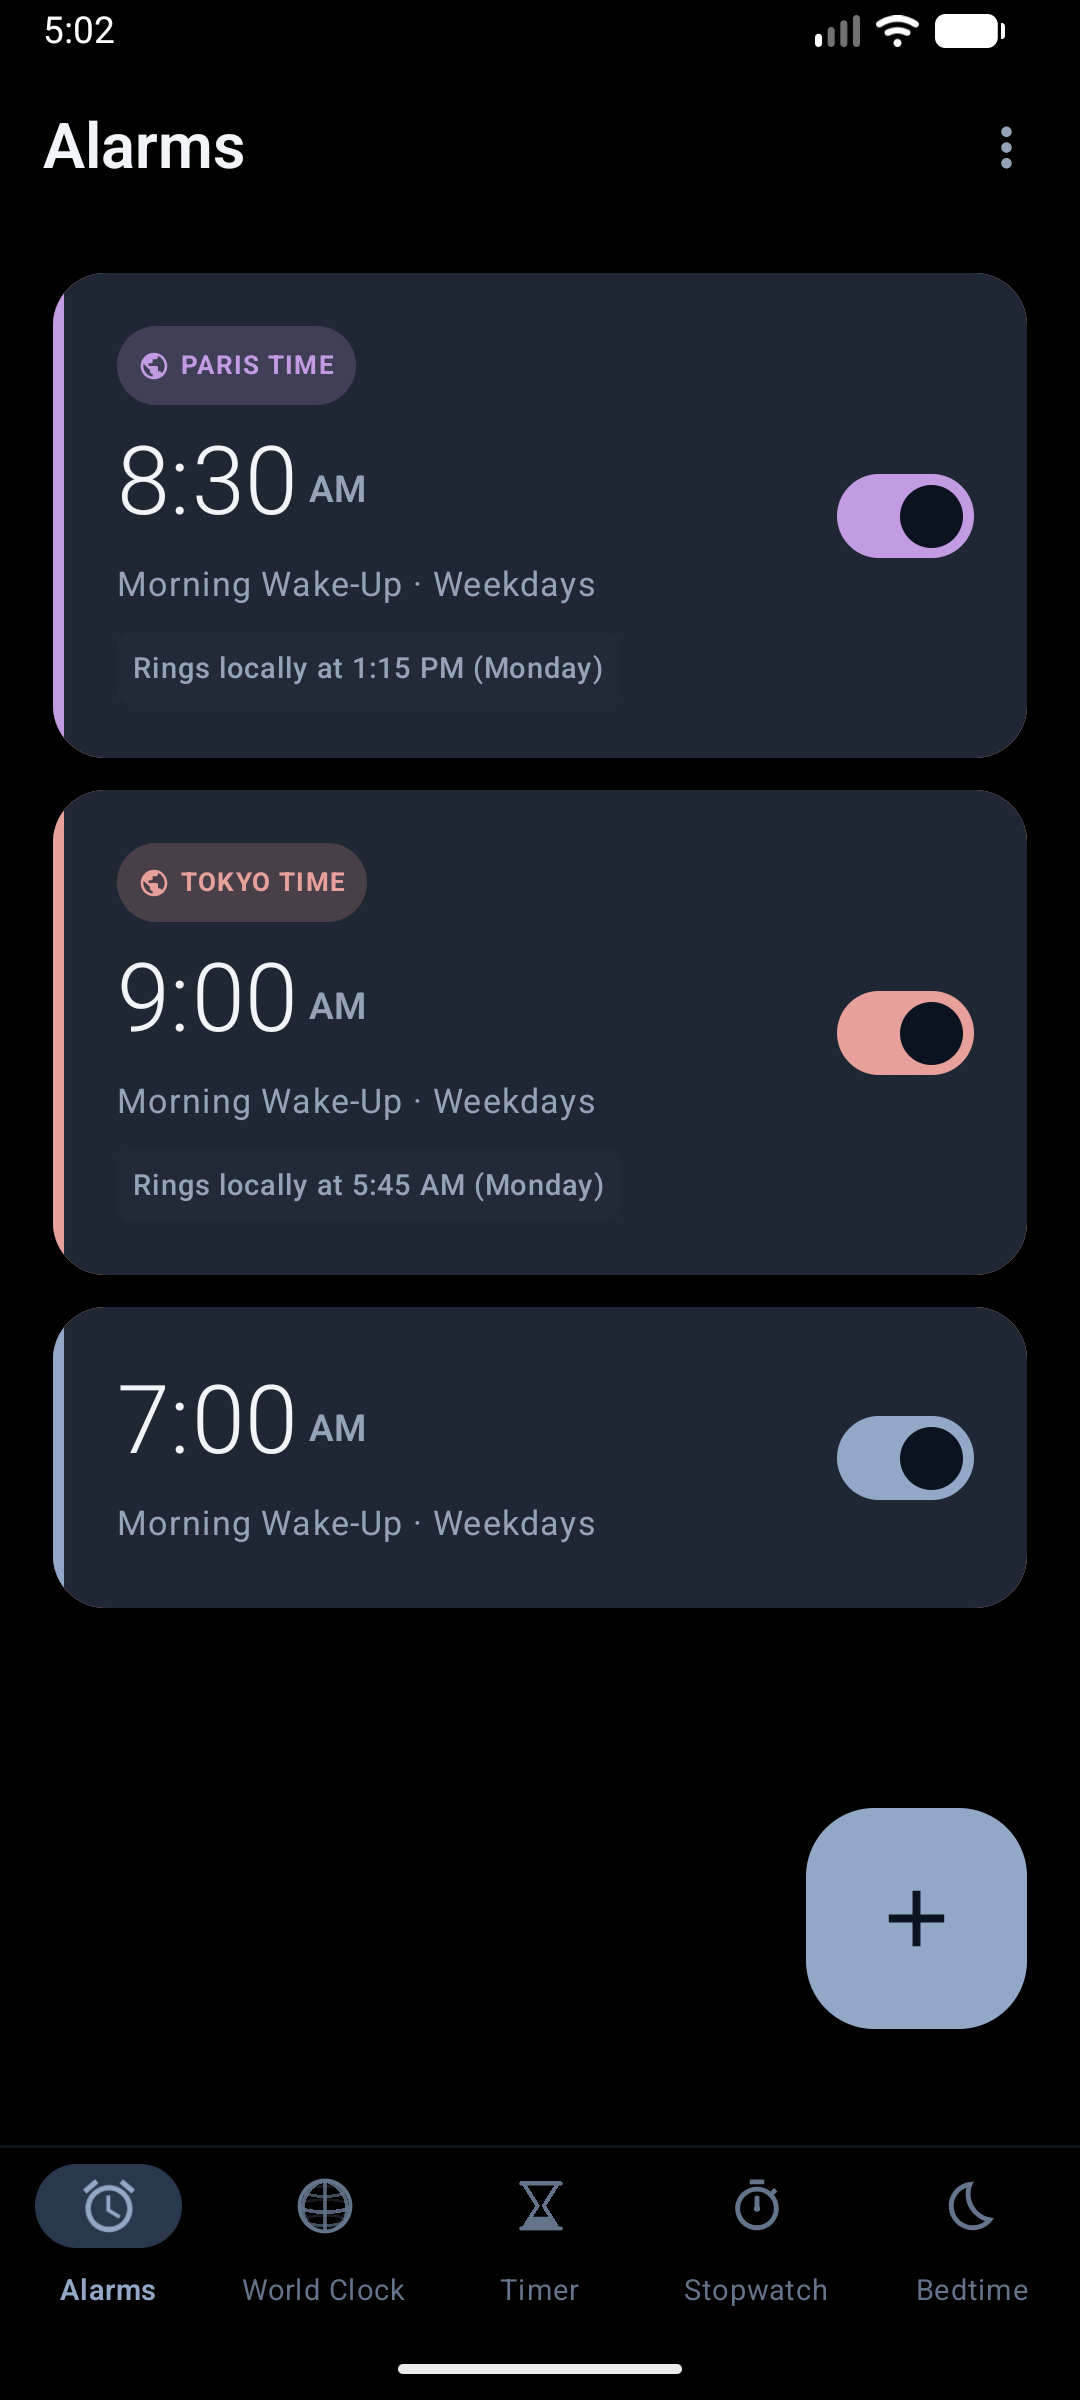 5:02
Alarms
PARIS TIME
8:30 AM
Morning Wake-Up · Weekdays
Rings locally at 1:15 PM (Monday)
TOKYO TIME
9:00 AM
Morning Wake-Up · Weekdays
Rings locally at 5:45 AM (Monday)
7:00 AM
Morning Wake-Up · Weekdays
Alarms
World Clock
Timer
Stopwatch
Bedtime